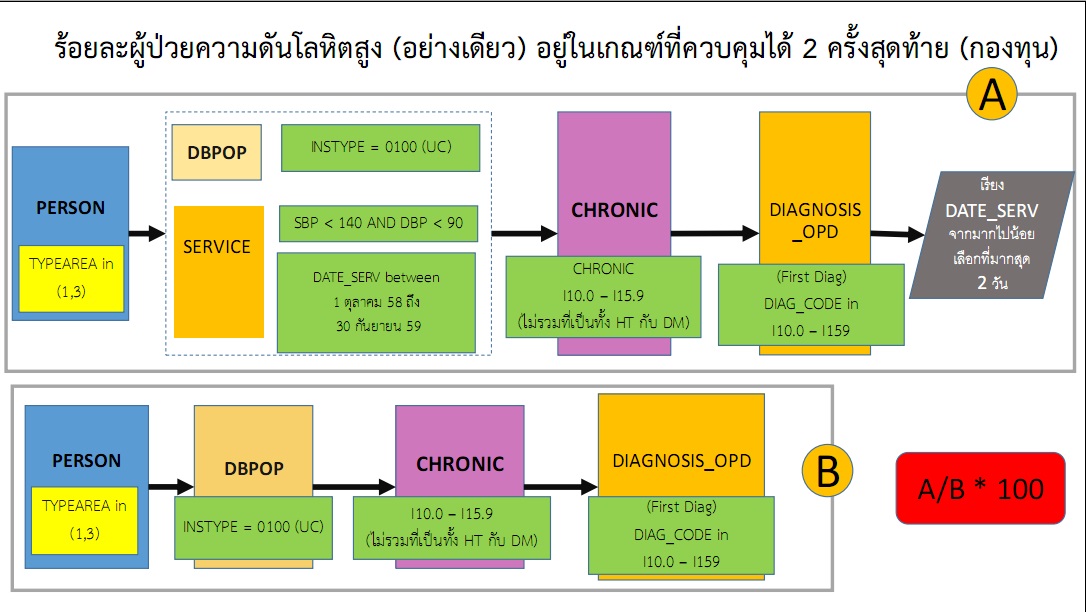 ร้อยละผู้ป่วยความดันโลหิตสูง (อย่างเดียว) อยู่ในเกณฑ์ที่ควบคุมได้ 2 ครั้งสุดท้าย (กองทุน)
A
PERSON
TYPEAREA in
(1,3)
DBPOP
INSTYPE = 0100 (UC)
SERVICE
SBP < 140 AND DBP < 90
DATE_SERV between
1 ตุลาคม 58 ถึง
30 กันยายน 59
CHRONIC
CHRONIC
I10.0 – I15.9
(ไม่รวมที่เป็นทั้ง HT กับ DM)
DIAGNOSIS
_OPD
(First Diag)
DIAG_CODE in
I10.0 – I159
เรียง
DATE_SERV
จากมากไปน้อย
เลือกที่มากสุด
2 วัน
B
PERSON
TYPEAREA in
(1,3)
DBPOP
INSTYPE = 0100 (UC)
CHRONIC
I10.0 – I15.9
(ไม่รวมที่เป็นทั้ง HT กับ DM)
DIAGNOSIS_OPD
(First Diag)
DIAG_CODE in
I10.0 – I159
A/B * 100